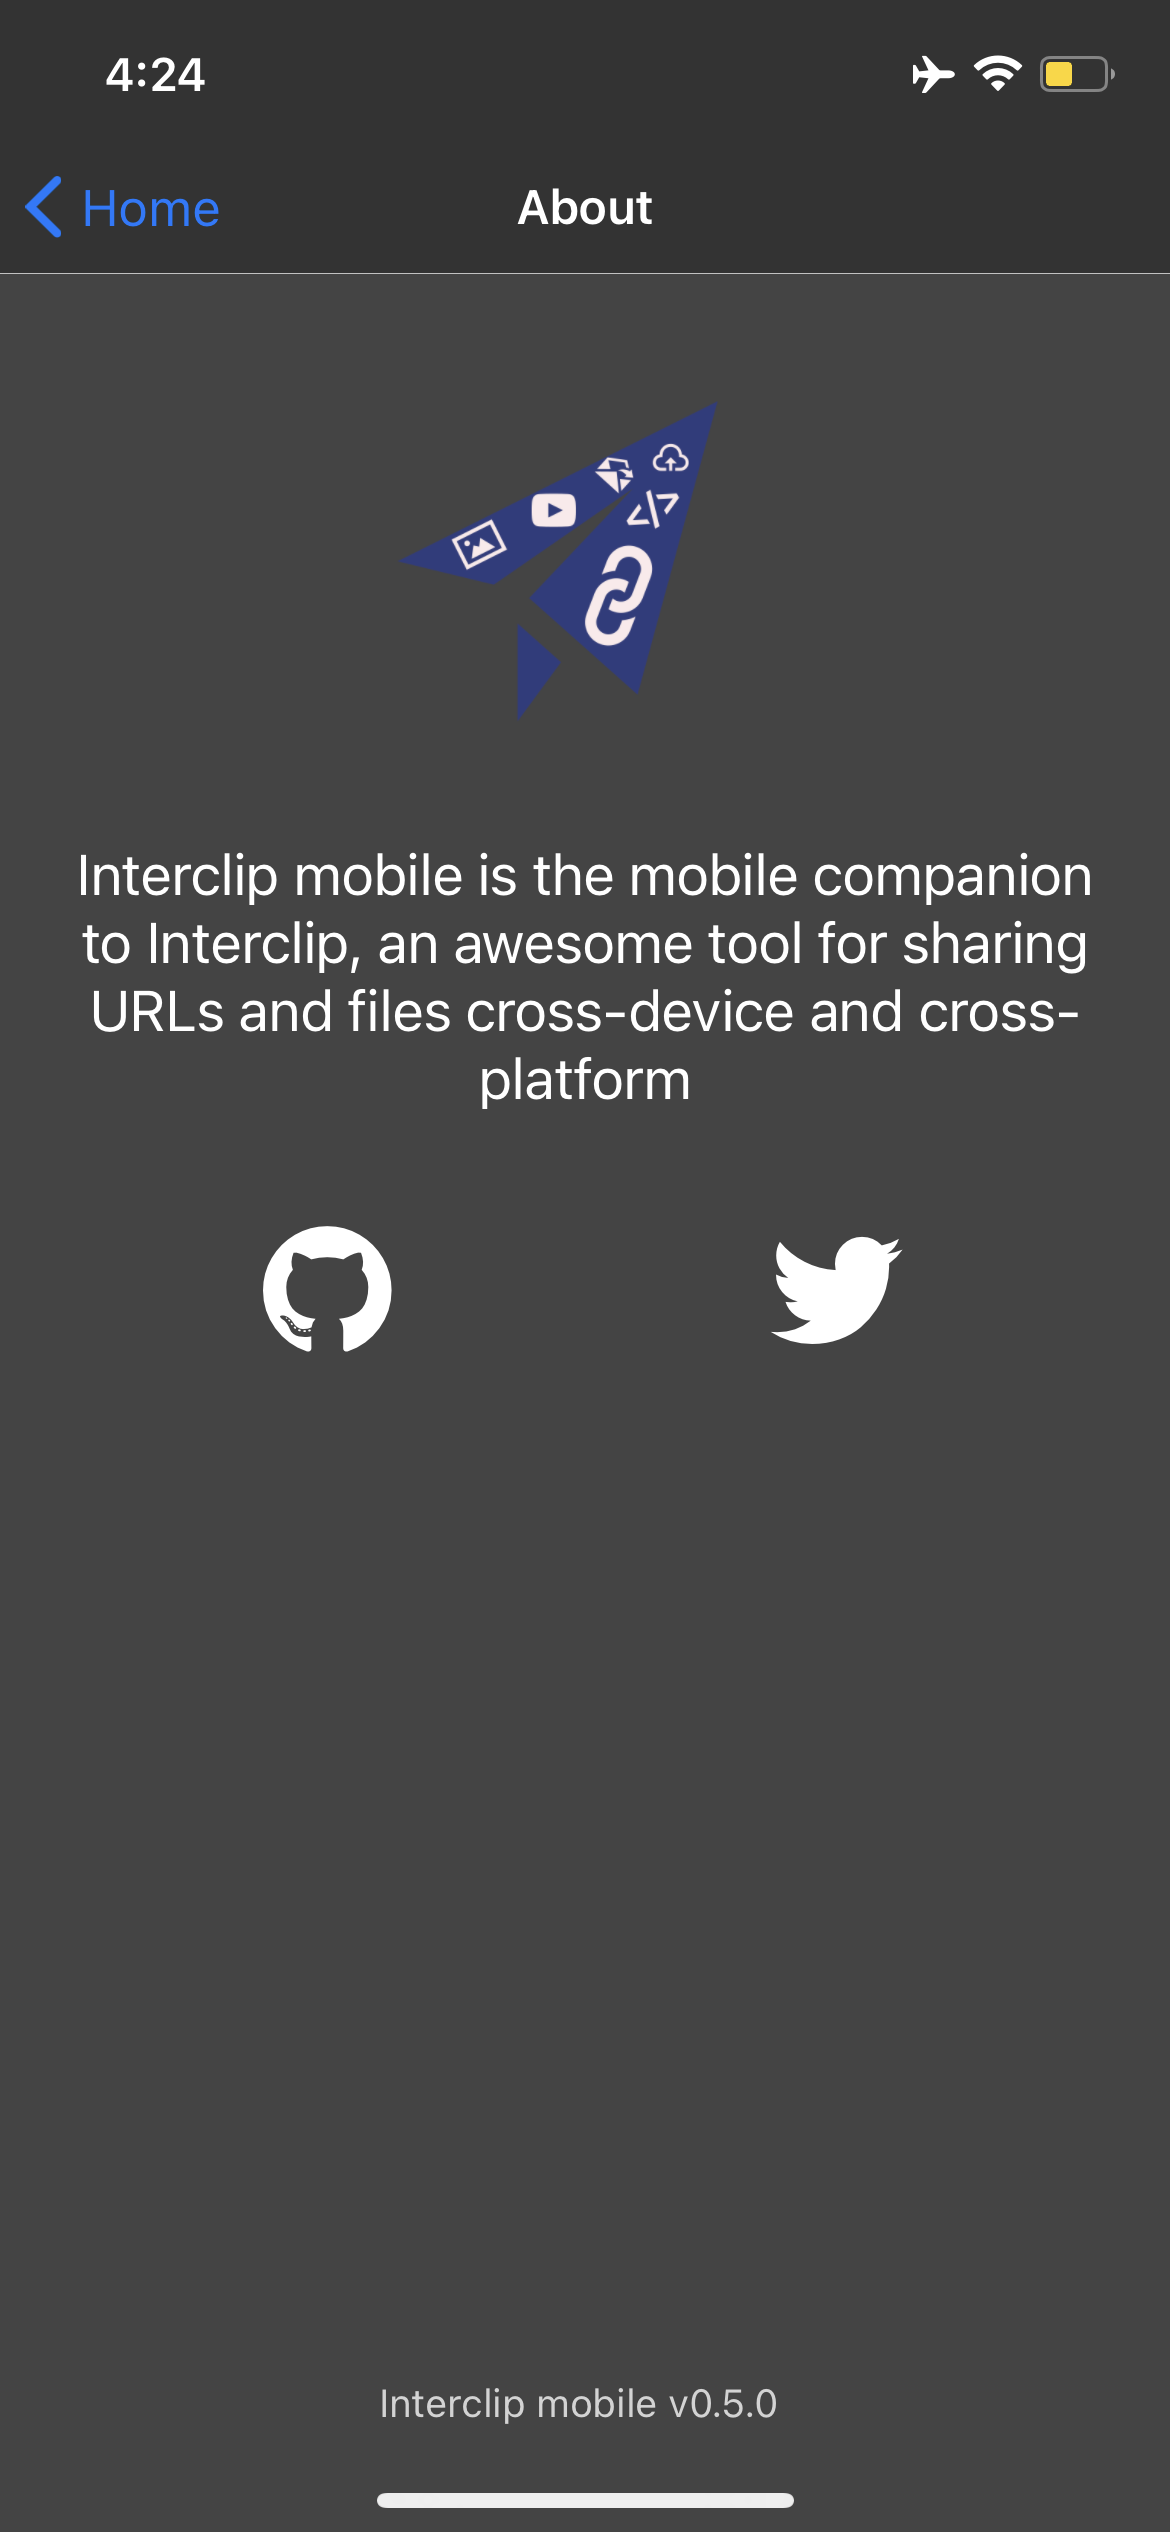 4:24
Home
About
Interclip mobile is the mobile companion
to Interclip, an awesome tool for sharing
URLs and files cross-device and cross-
platform
Interclip mobile v0.5.0